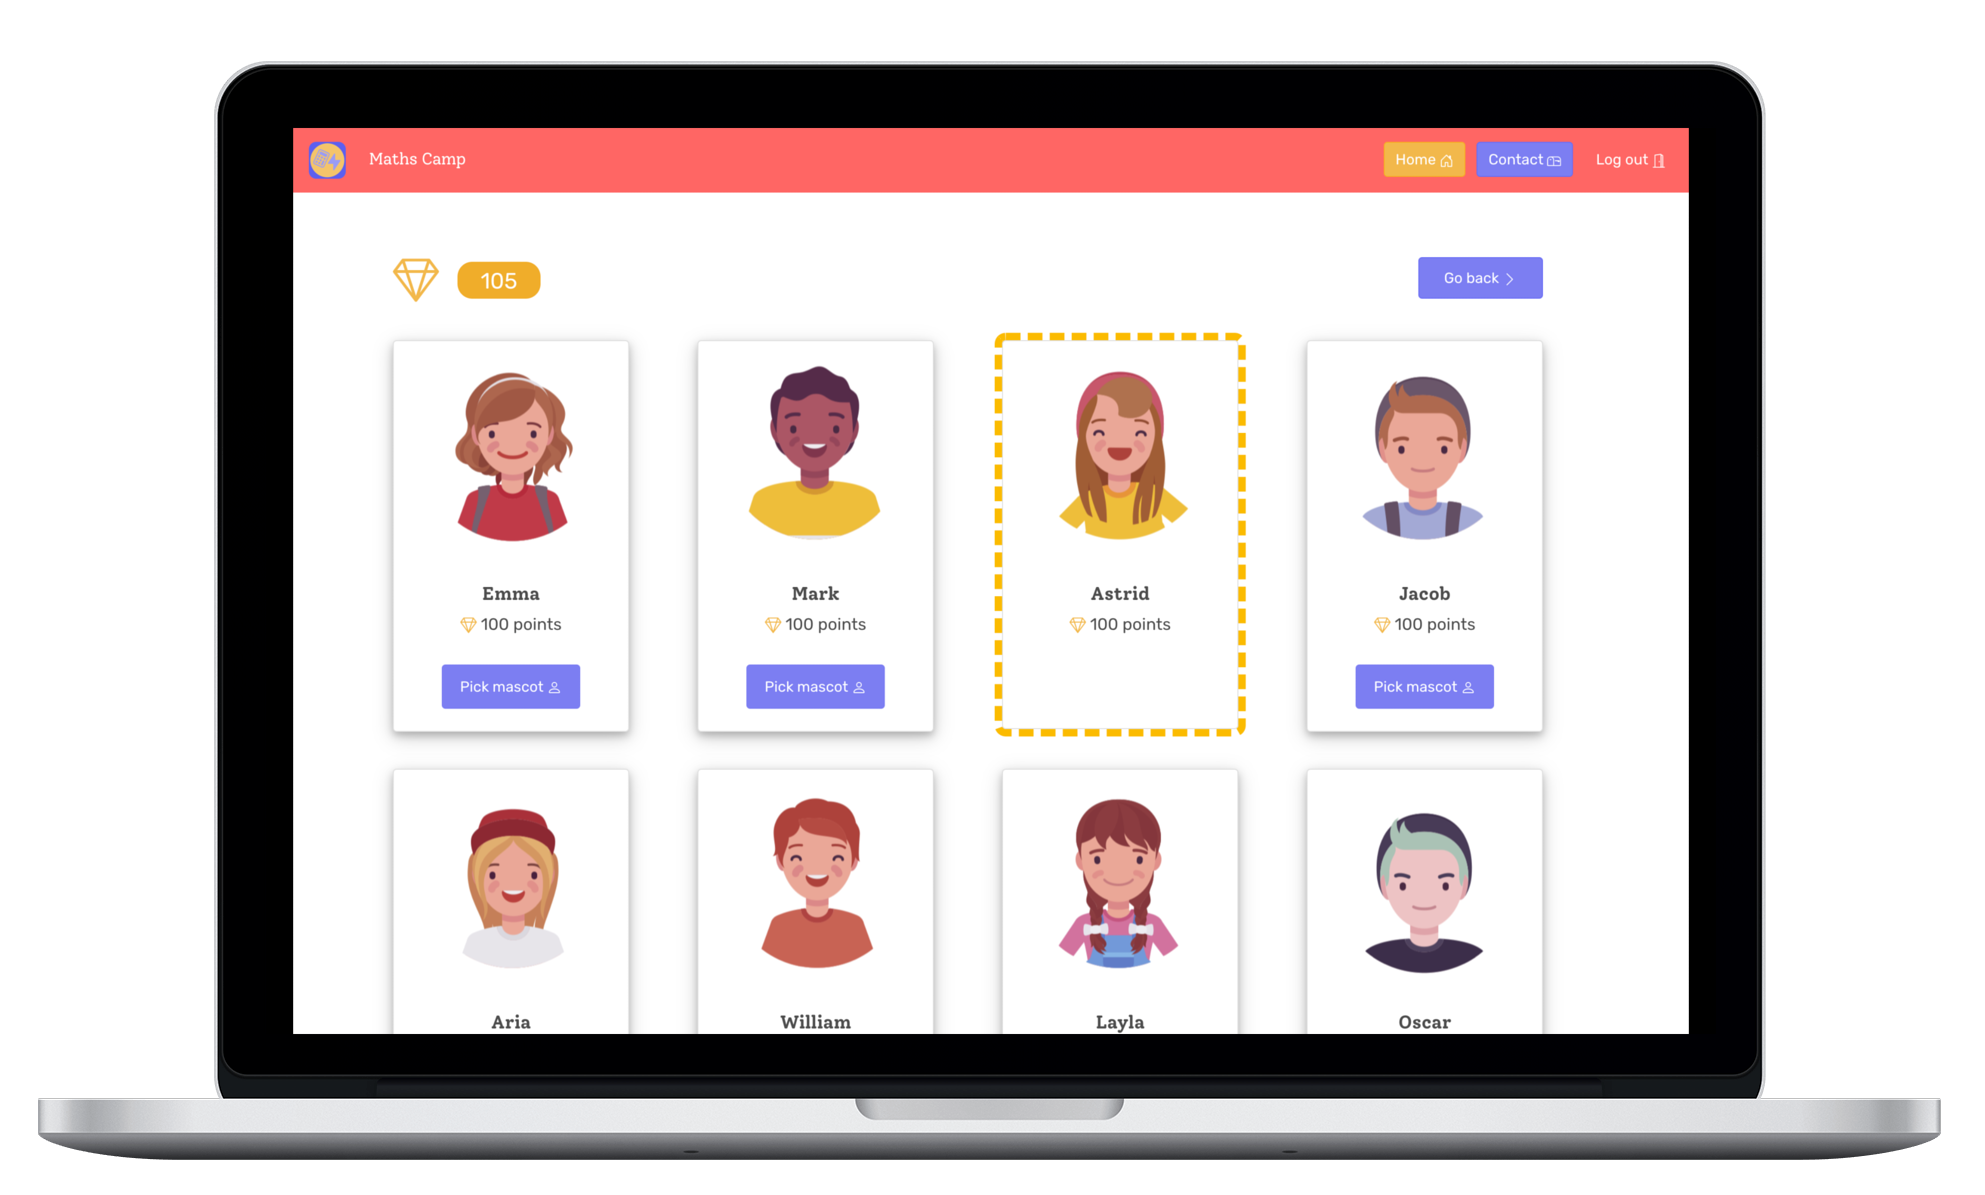 Maths Camp
Home
Contact
Log out
105
Go back
Emma
100 points
Pick mascot
Mark
100 points
Pick mascot
Astrid
100 points
Jacob
100 points
Pick mascot
Aria
William
Layla
Oscar